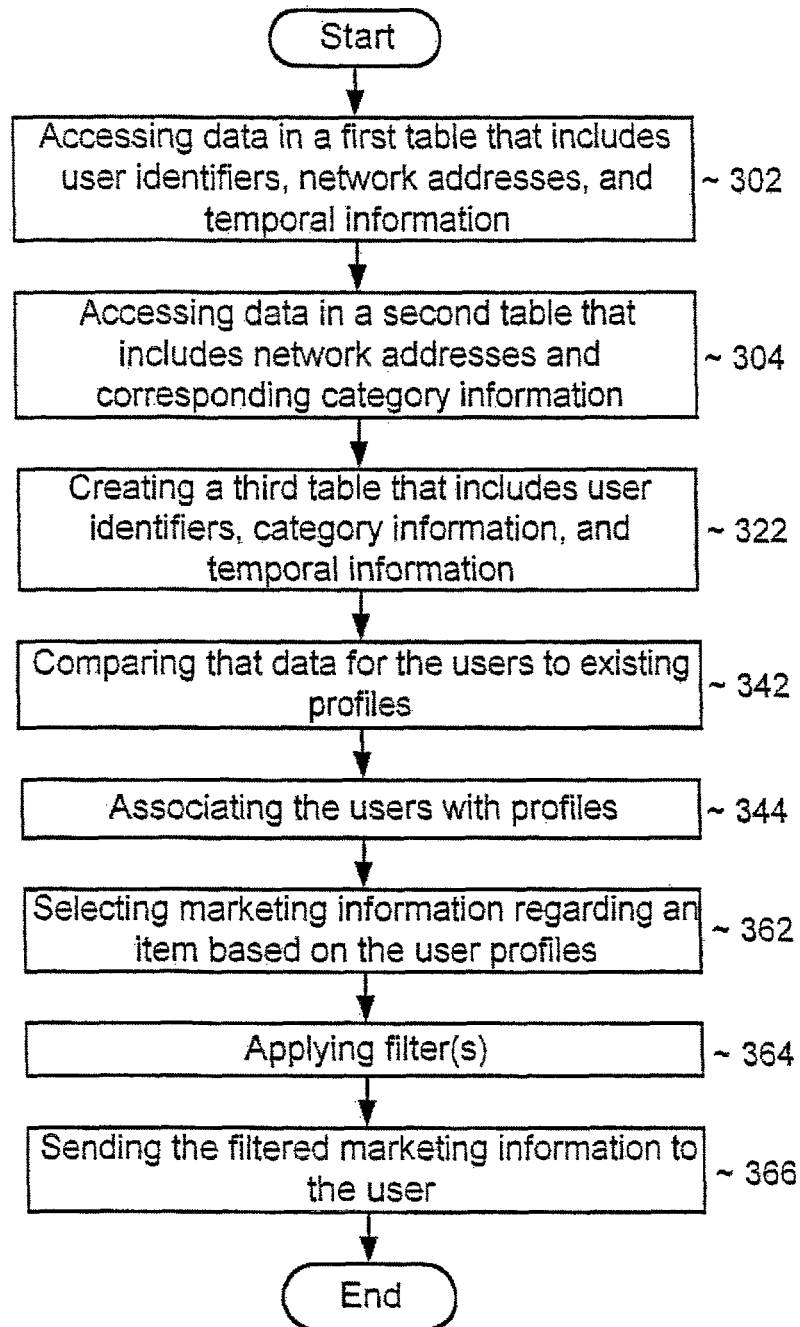 Start
Accessing data in a first table that includes
user identifiers, network addresses, and
temporal information
~ 302
Accessing data in a second table that
includes network addresses and
corresponding category information
~ 304
Creating a third table that includes user
identifiers, category information, and
temporal information
~ 322
Comparing that data for the users to existing
profiles
~ 342
Associating the users with profiles
~ 344
Selecting marketing information regarding an
item based on the user profiles
~ 362
Applying filter(s)
~ 364
Sending the filtered marketing information to
the user
~ 366
End